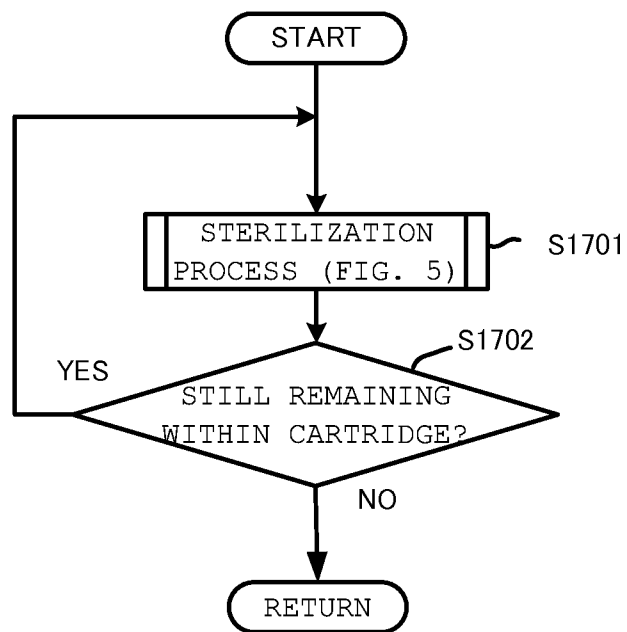 START
STERILIZATION
PROCESS (FIG. 5)
S1701
S1702
YES
STILL REMAINING
WITHIN CARTRIDGE?
NO
RETURN